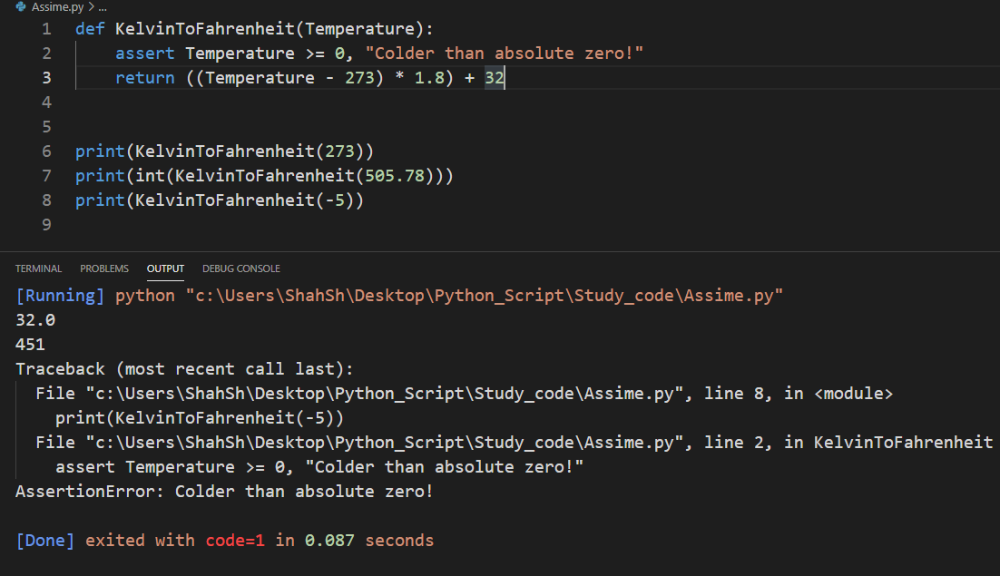 Assime.py > ...
1 def KelvinToFahrenheit(Temperature):
2     assert Temperature >= 0, "Colder than absolute zero!"
3     return ((Temperature - 273) * 1.8) + 32
4
5
6 print(KelvinToFahrenheit(273))
7 print(int(KelvinToFahrenheit(505.78)))
8 print(KelvinToFahrenheit(-5))
9
TERMINAL PROBLEMS OUTPUT DEBUG CONSOLE
[Running] python "c:\Users\ShahSh\Desktop\Python_Script\Study_code\Assime.py"
32.0
451
Traceback (most recent call last):
  File "c:\Users\ShahSh\Desktop\Python_Script\Study_code\Assime.py", line 8, in <module>
    print(KelvinToFahrenheit(-5))
  File "c:\Users\ShahSh\Desktop\Python_Script\Study_code\Assime.py", line 2, in KelvinToFahrenheit
    assert Temperature >= 0, "Colder than absolute zero!"
AssertionError: Colder than absolute zero!
[Done] exited with code=1 in 0.087 seconds